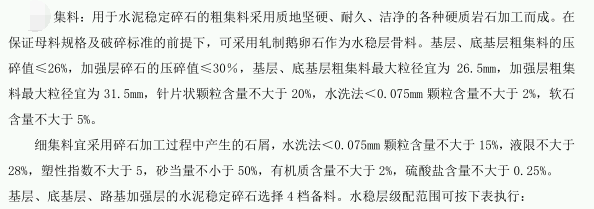 集料：用于水泥稳定碎石的粗集料采用质地坚硬、耐久、洁净的各种硬质岩石加工而成。在
保证母料规格及破碎标准的前提下，可采用轧制鹅卵石作为水稳层骨料。基层、底基层粗集料的压
碎值≤26%，加强层碎石的压碎值≤30％，基层、底基层粗集料最大粒径宜为 26.5mm，加强层粗集
料最大粒径宜为 31.5mm，针片状颗粒含量不大于 20%，水洗法＜0.075mm 颗粒含量不大于 2%，软石
含量不大于 5%。
细集料宜采用碎石加工过程中产生的石屑，水洗法＜0.075mm 颗粒含量不大于 15%，液限不大于
28%，塑性指数不大于 5，砂当量不小于 50%，有机质含量不大于 2%，硫酸盐含量不大于 0.25%。
基层、底基层、路基加强层的水泥稳定碎石选择 4 档备料。水稳层级配范围可按下表执行：